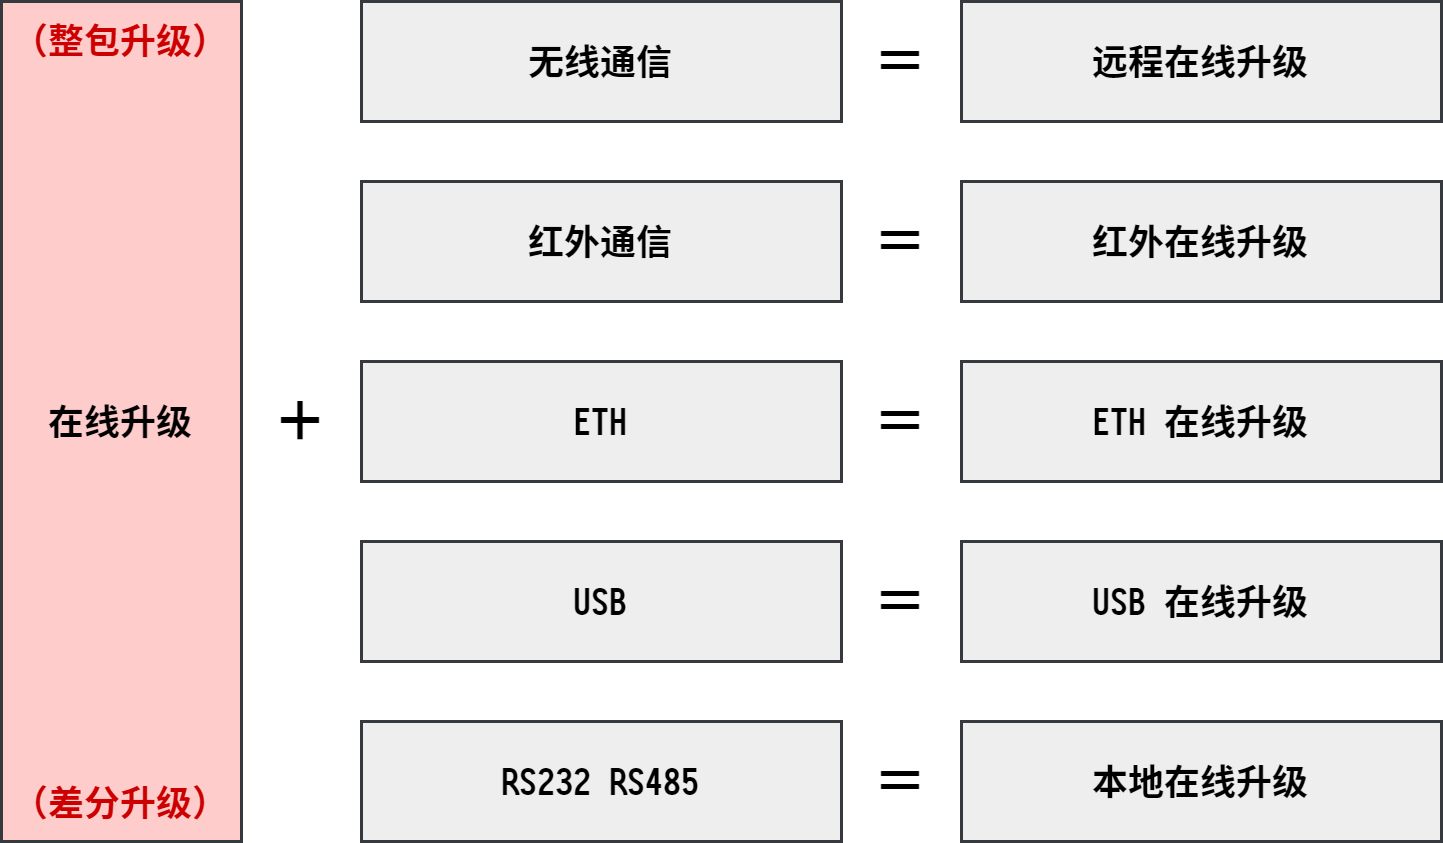 （整包升级）
无线通信 = 远程在线升级
红外通信 = 红外在线升级
在线升级 + ETH = ETH 在线升级
USB = USB 在线升级
RS232 RS485 = 本地在线升级
（差分升级）